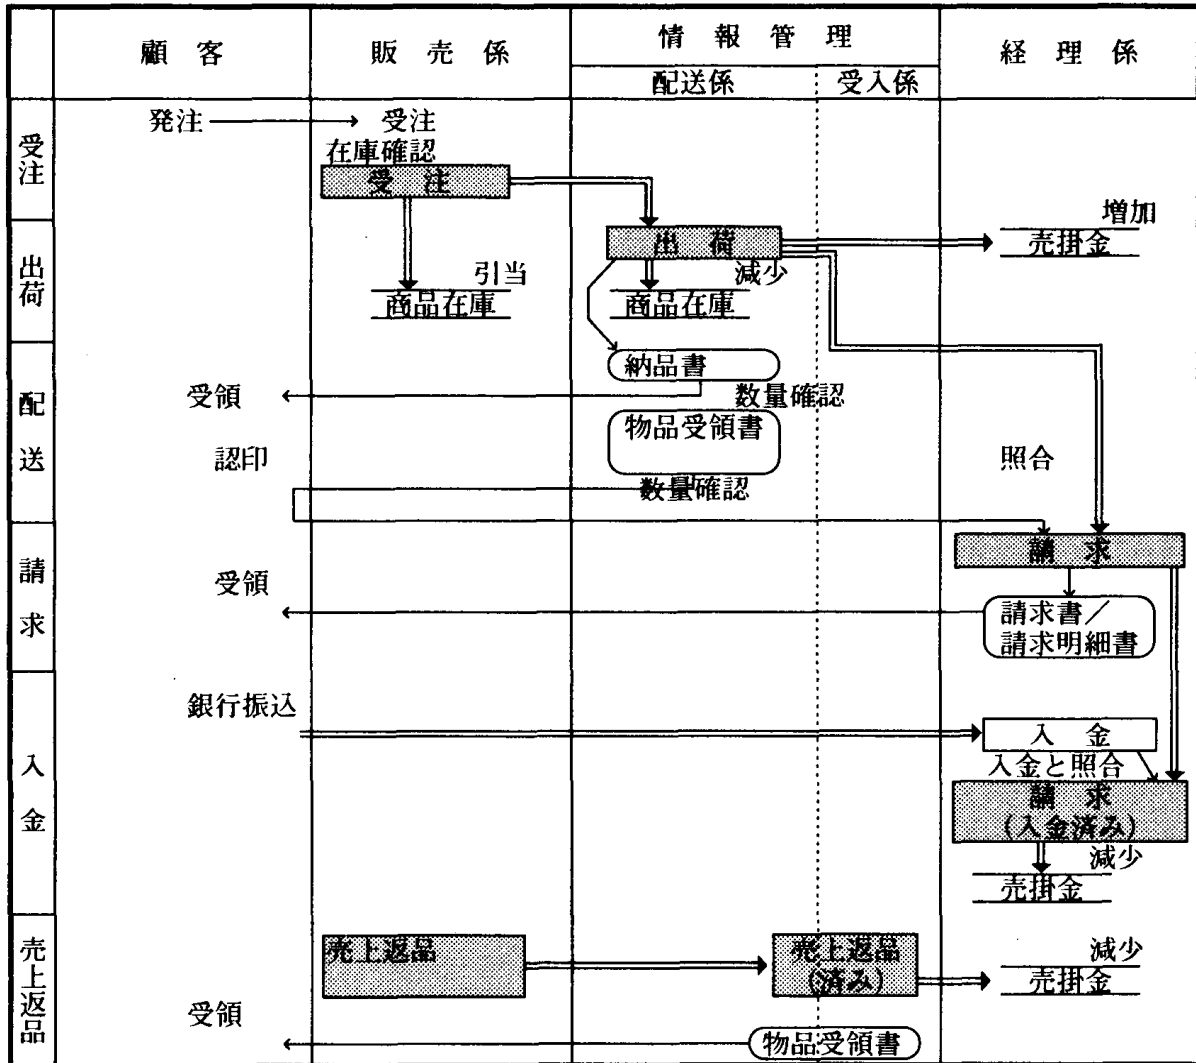 顧客
販売係
情報管理
配送係
受入係
経理係
受注
発注
受注
在庫確認
受注
出荷
出荷
増加
売掛金
引当
商品在庫
減少
商品在庫
配送
納品書
受領
数量確認
物品受領書
認印
照合
数量確認
請求
請求
受領
請求書/
請求明細書
入金
銀行振込
入金
入金と照合
請求
(入金済み)
減少
売掛金
売上返品
売上返品
売上返品
(済み)
減少
売掛金
受領
物品受領書